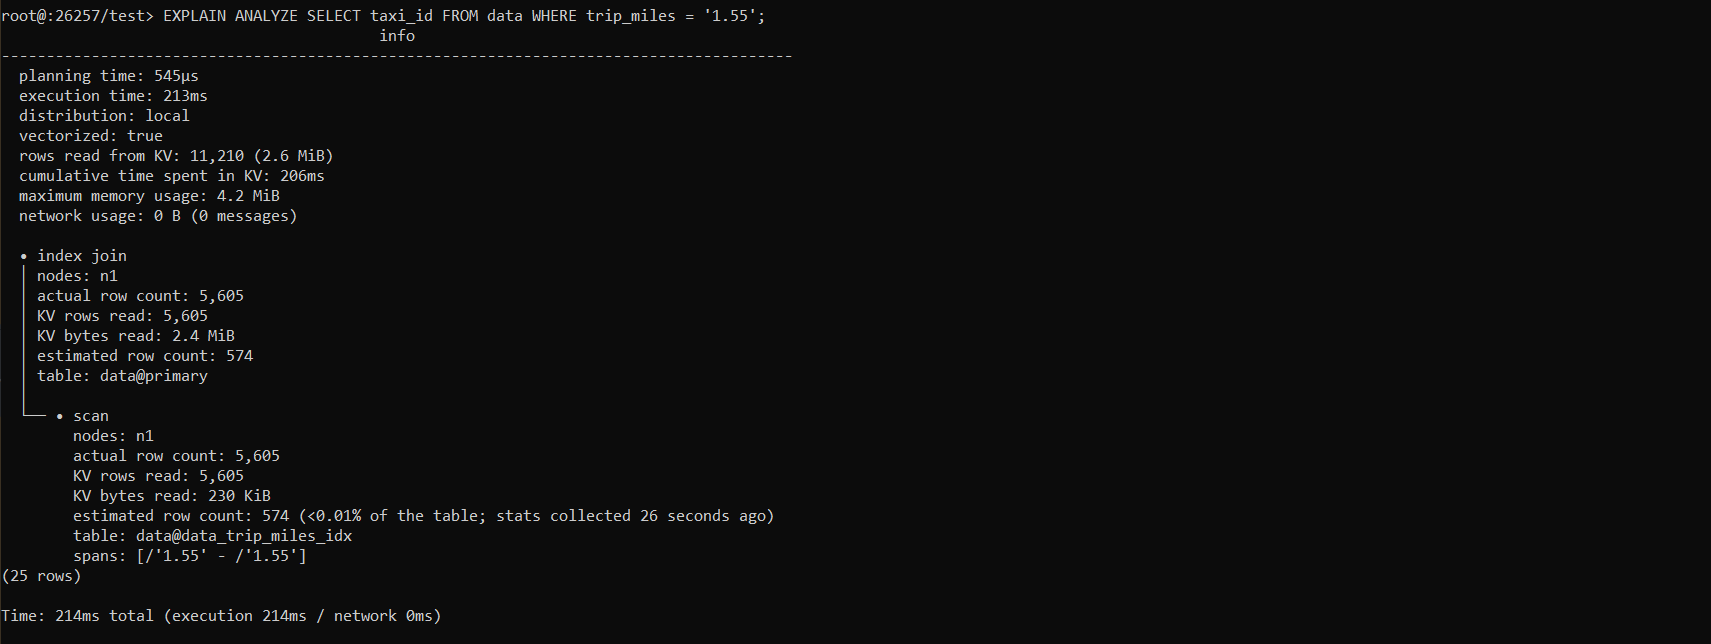 root@:26257/test> EXPLAIN ANALYZE SELECT taxi_id FROM data WHERE trip_miles = '1.55';
info
----------------------------------------------------------------------------------------
planning time: 545µs
execution time: 213ms
distribution: local
vectorized: true
rows read from KV: 11,210 (2.6 MiB)
cumulative time spent in KV: 206ms
maximum memory usage: 4.2 MiB
network usage: 0 B (0 messages)
• index join
nodes: n1
actual row count: 5,605
KV rows read: 5,605
KV bytes read: 2.4 MiB
estimated row count: 574
table: data@primary
• scan
nodes: n1
actual row count: 5,605
KV rows read: 5,605
KV bytes read: 230 KiB
estimated row count: 574 (<0.01% of the table; stats collected 26 seconds ago)
table: data@data_trip_miles_idx
spans: [/'1.55' - /'1.55']
(25 rows)
Time: 214ms total (execution 214ms / network 0ms)